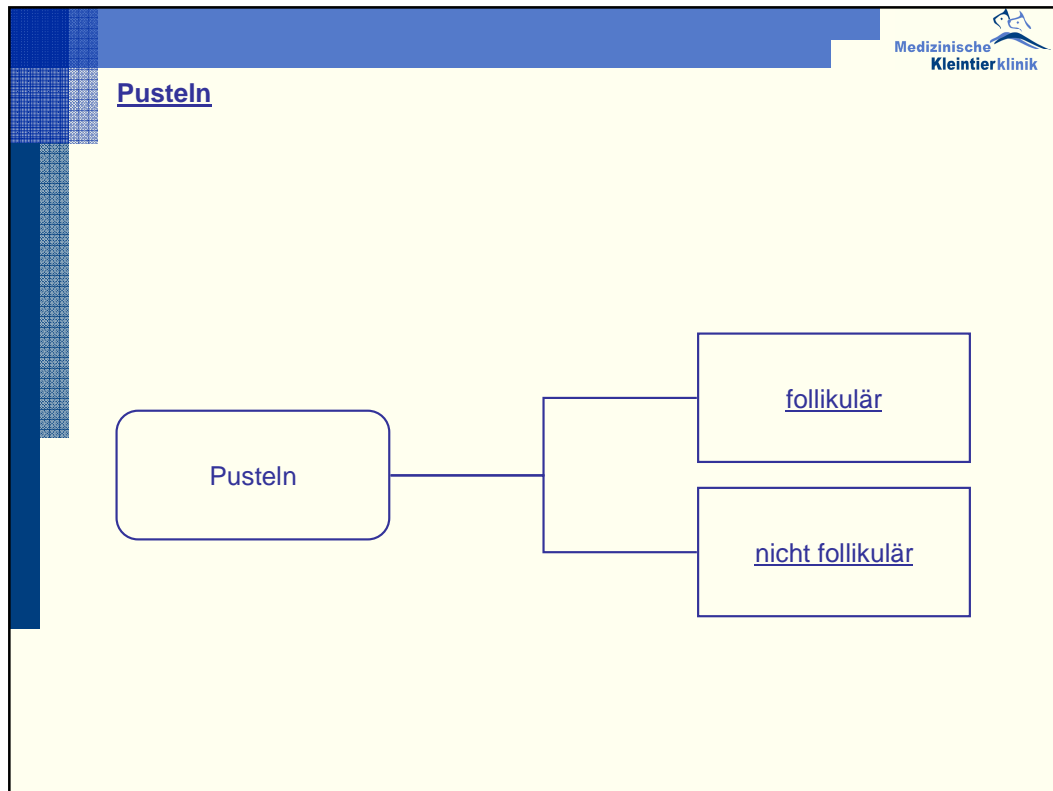 Medizinische
Kleintierklinik
Pusteln
follikulär
Pusteln
nicht follikulär